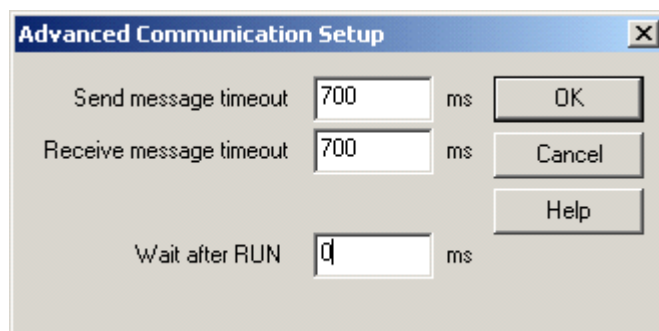 Advanced Communication Setup
Send message timeout 700 ms OK
Receive message timeout 700 ms Cancel
Help
Wait after RUN 0 ms